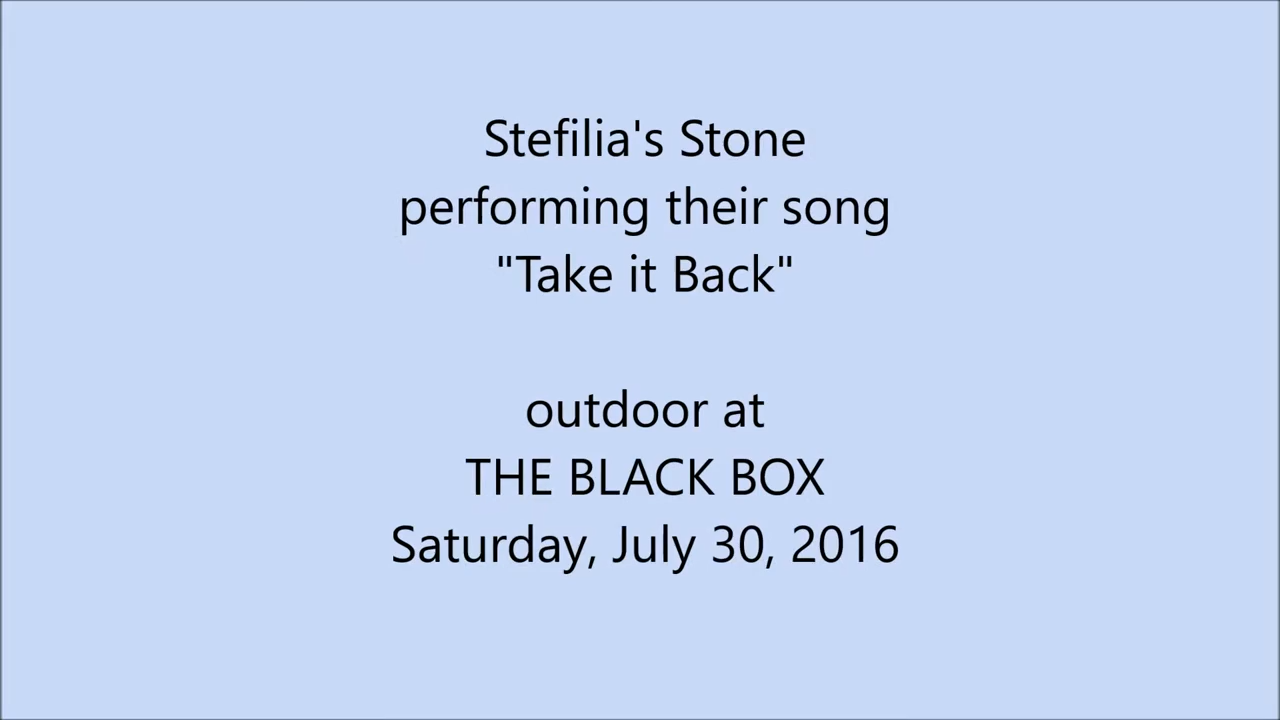 Stefilia's Stone
performing their song
"Take it Back"
outdoor at
THE BLACK BOX
Saturday, July 30, 2016